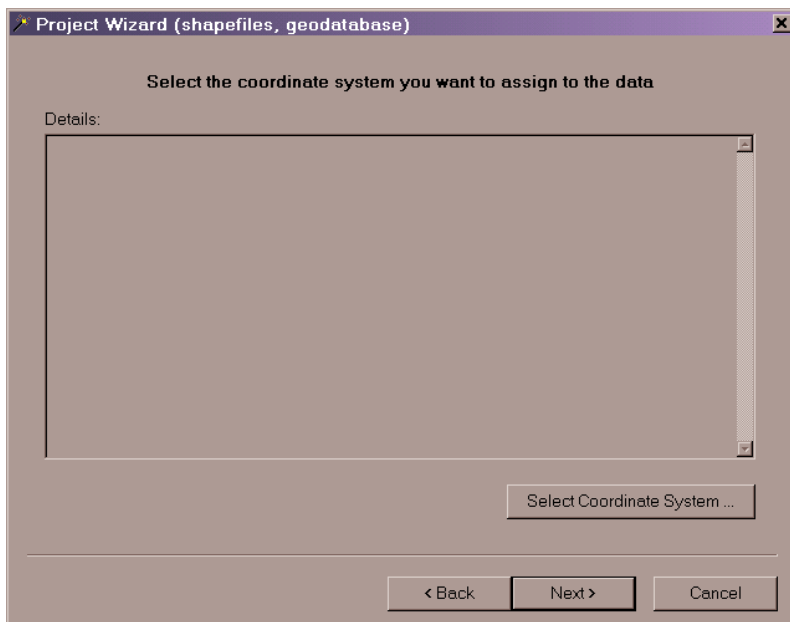 Project Wizard (shapefiles, geodatabase)
Select the coordinate system you want to assign to the data
Details:
Select Coordinate System ...
< Back Next > Cancel